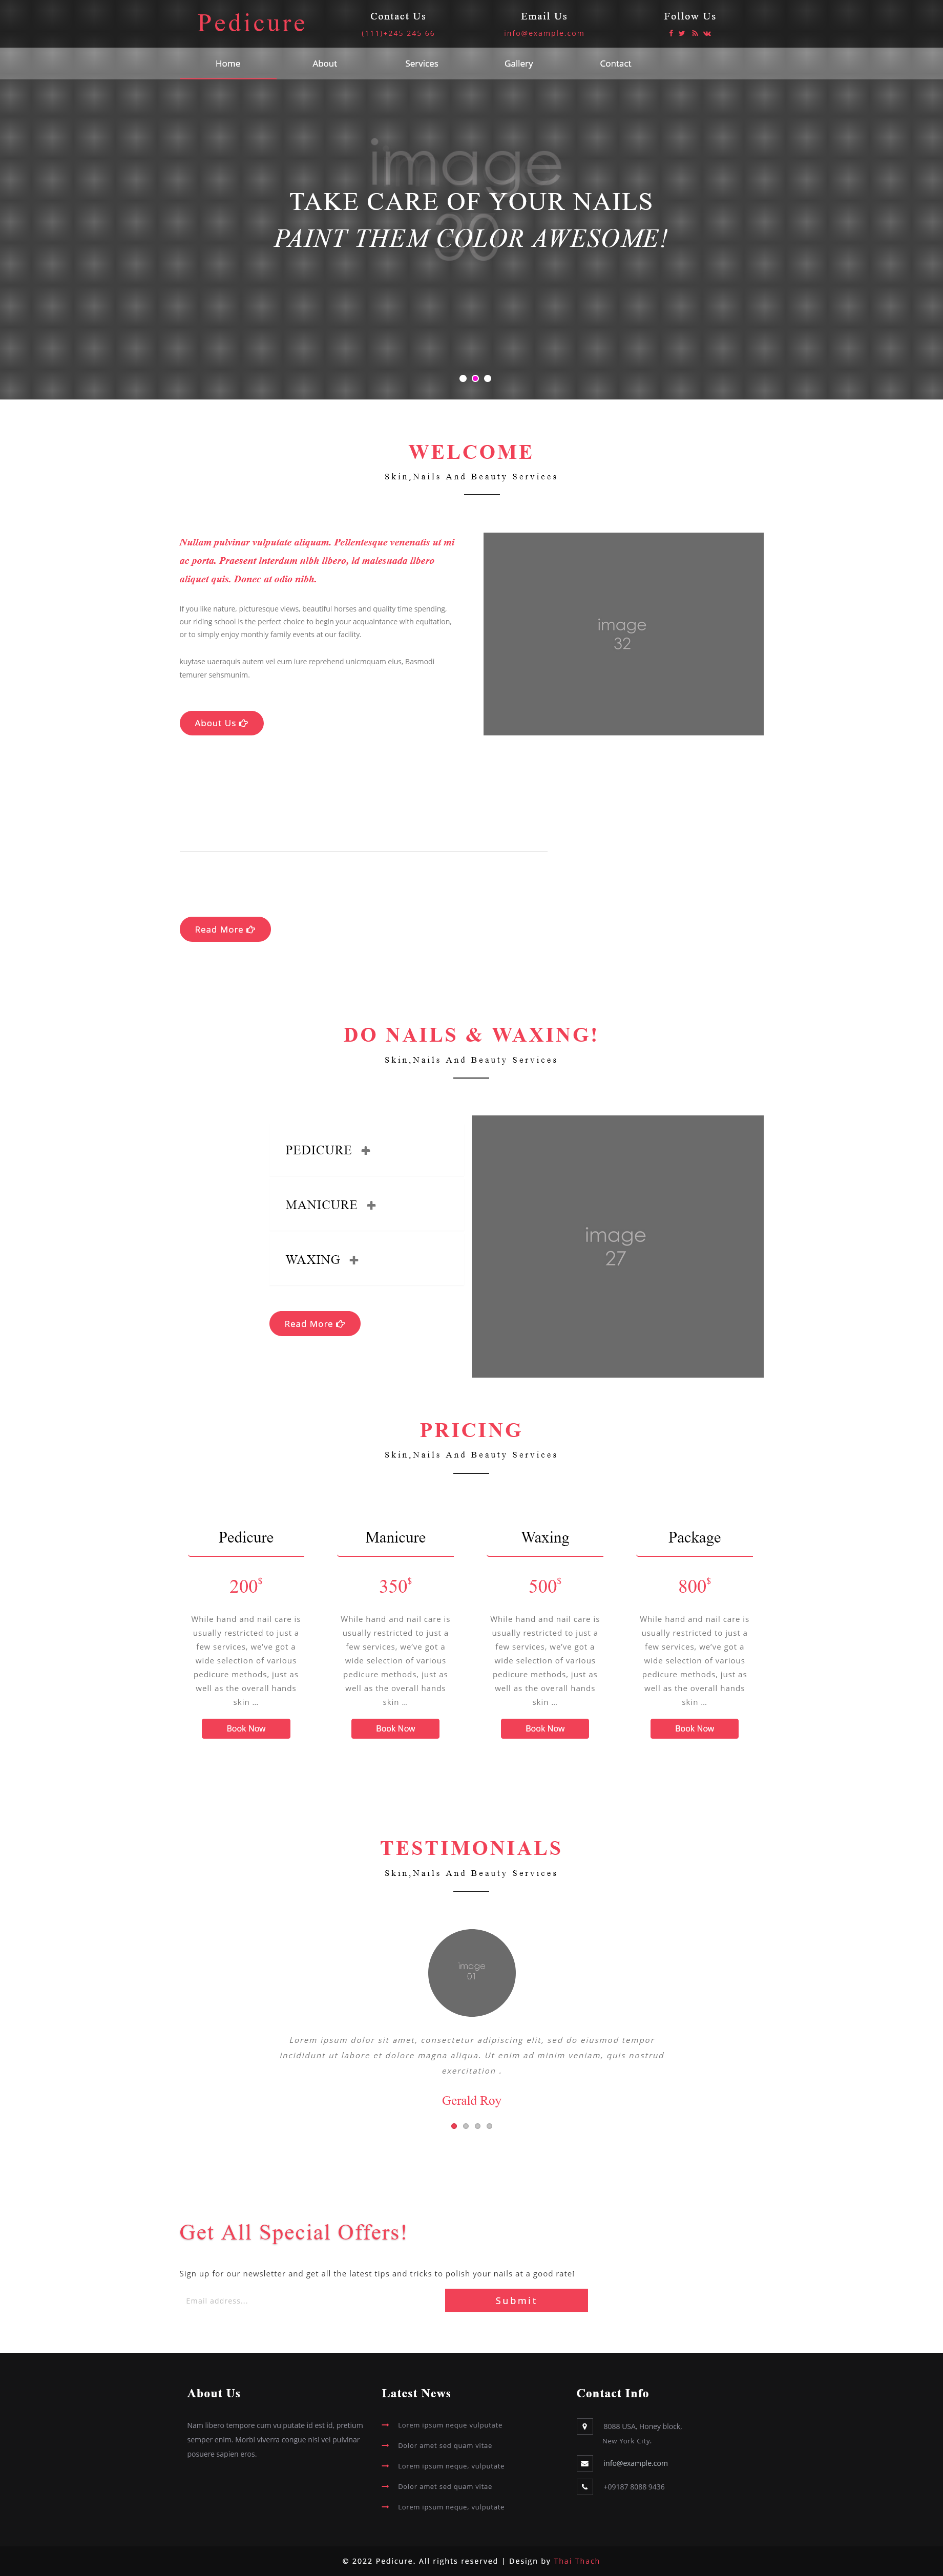 Pedicure
Contact Us
(111)+245 245 66
Email Us
info@example.com
Follow Us
Home
About
Services
Gallery
Contact
image
30
TAKE CARE OF YOUR NAILS
PAINT THEM COLOR AWESOME!
WELCOME
Skin,Nails And Beauty Services
Nullam pulvinar vulputate aliquam. Pellentesque venenatis ut mi
ac porta. Praesent interdum nibh libero, id malesuada libero
aliquet quis. Donec at odio nibh.
If you like nature, picturesque views, beautiful horses and quality time spending,
our riding school is the perfect choice to begin your acquaintance with equitation,
or to simply enjoy monthly family events at our facility.
kuytase uaeraquis autem vel eum iure reprehend unicmquam eius, Basmodi
temurer sehsmunim.
About Us
image
32
Read More
DO NAILS & WAXING!
Skin,Nails And Beauty Services
PEDICURE
MANICURE
WAXING
Read More
image
27
PRICING
Skin,Nails And Beauty Services
Pedicure
200$
While hand and nail care is
usually restricted to just a
few services, we've got a
wide selection of various
pedicure methods, just as
well as the overall hands
skin ...
Book Now
Manicure
350$
While hand and nail care is
usually restricted to just a
few services, we've got a
wide selection of various
pedicure methods, just as
well as the overall hands
skin ...
Book Now
Waxing
500$
While hand and nail care is
usually restricted to just a
few services, we've got a
wide selection of various
pedicure methods, just as
well as the overall hands
skin ...
Book Now
Package
800$
While hand and nail care is
usually restricted to just a
few services, we've got a
wide selection of various
pedicure methods, just as
well as the overall hands
skin ...
Book Now
TESTIMONIALS
Skin,Nails And Beauty Services
image
01
Lorem ipsum dolor sit amet, consectetur adipiscing elit, sed do eiusmod tempor
incididunt ut labore et dolore magna aliqua. Ut enim ad minim veniam, quis nostrud
exercitation .
Gerald Roy
Get All Special Offers!
Sign up for our newsletter and get all the latest tips and tricks to polish your nails at a good rate!
Email address...
Submit
About Us
Nam libero tempore cum vulputate id est id, pretium
semper enim. Morbi viverra congue nisi vel pulvinar
posuere sapien eros.
Latest News
Lorem ipsum neque vulputate
Dolor amet sed quam vitae
Lorem ipsum neque, vulputate
Dolor amet sed quam vitae
Lorem ipsum neque, vulputate
Contact Info
8088 USA, Honey block,
New York City.
info@example.com
+09187 8088 9436
© 2022 Pedicure. All rights reserved | Design by Thai Thach